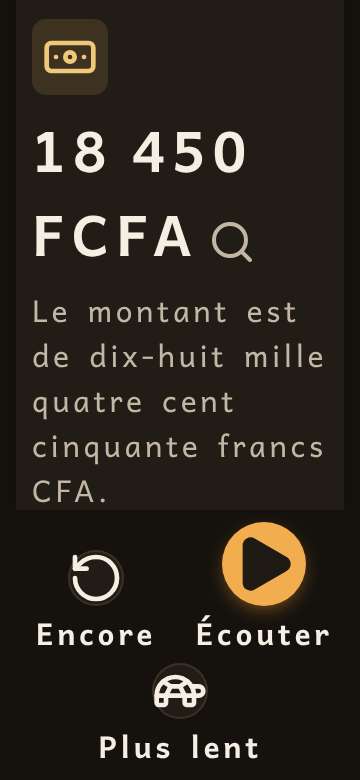 18 450
FCFA
Le montant est
de dix-huit mille
quatre cent
cinquante francs
CFA.
Encore
Écouter
Plus lent